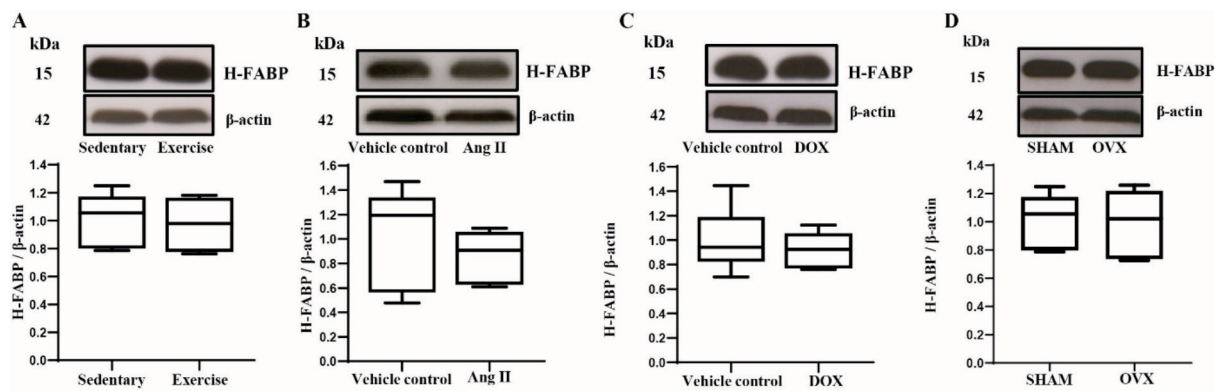 A
kDa
15
H-FABP
42
β-actin
Sedentary Exercise
H-FABP / β-actin
1.4
1.2
1.0
0.8
0.6
0.4
0.2
0.0
Sedentary Exercise
B
kDa
15
H-FABP
42
β-actin
Vehicle control Ang II
H-FABP / β-actin
1.6
1.4
1.2
1.0
0.8
0.6
0.4
0.2
0.0
Vehicle control Ang II
C
kDa
15
H-FABP
42
β-actin
Vehicle control DOX
H-FABP / β-actin
1.6
1.4
1.2
1.0
0.8
0.6
0.4
0.2
0.0
Vehicle control DOX
D
kDa
15
H-FABP
42
β-actin
SHAM OVX
H-FABP / β-actin
1.4
1.2
1.0
0.8
0.6
0.4
0.2
0.0
SHAM OVX